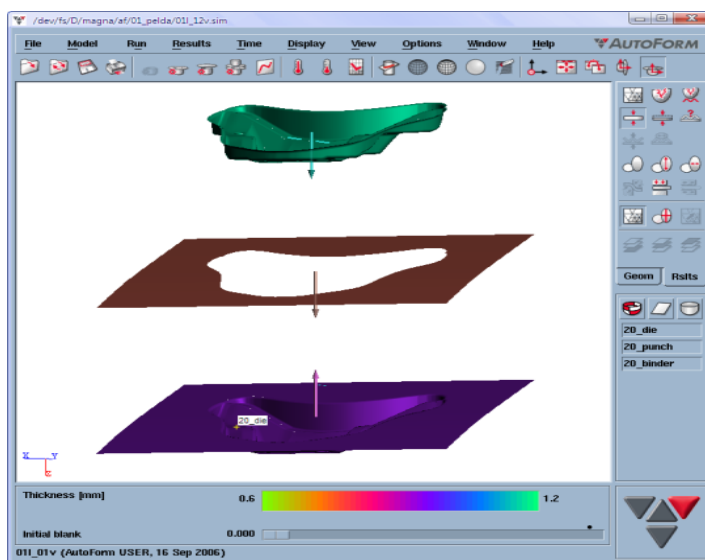 /dev/fs/D/magna/af/01_pelda/01l_12v.sim
File Model Run Results Time Display View Options Window Help AUTOFORM
Geom Rslts
20_die
20_punch
20_binder
20_die
X Y
Z
Thickness [mm] 0.6 1.2
Initial blank 0.000
01l_01v (AutoForm USER, 16 Sep 2006)